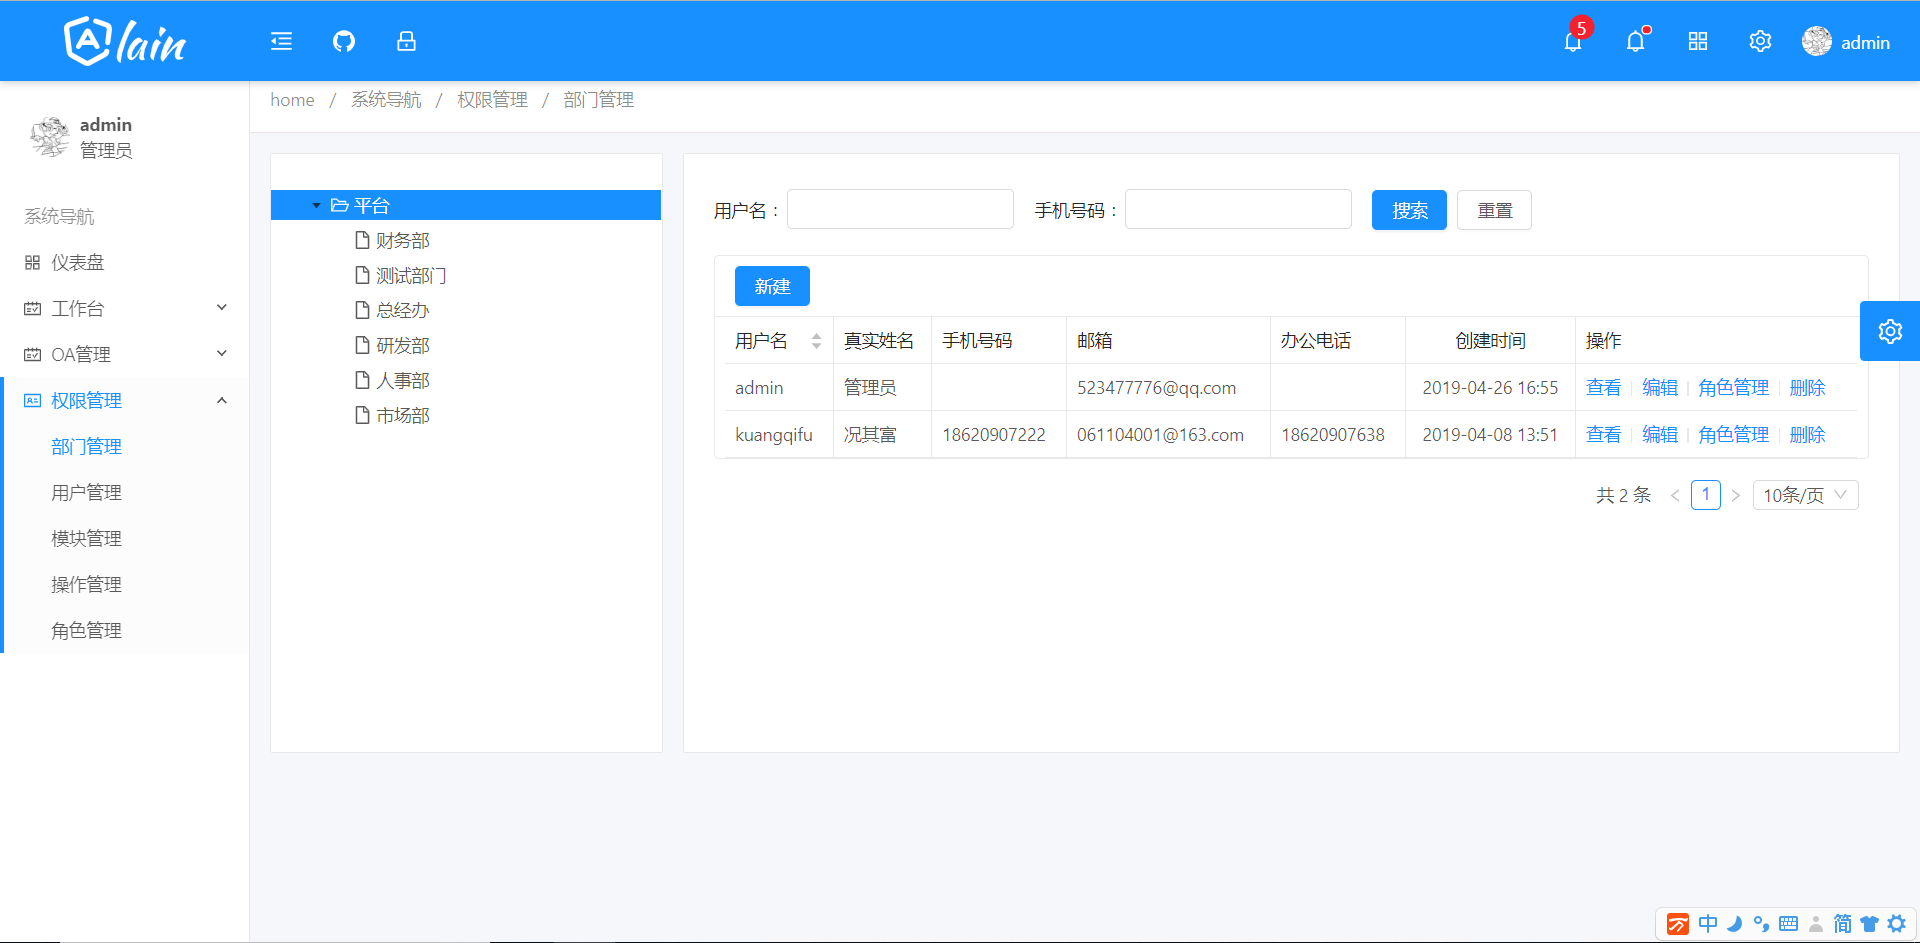 Alain
5
admin
home / 系统导航 / 权限管理 / 部门管理
admin
管理员
系统导航
仪表盘
工作台
OA管理
权限管理
部门管理
用户管理
模块管理
操作管理
角色管理
平台
财务部
测试部门
总经办
研发部
人事部
市场部
用户名： 手机号码： 搜索 重置
新建
用户名 真实姓名 手机号码 邮箱 办公电话 创建时间 操作
admin 管理员 523477776@qq.com 2019-04-26 16:55 查看 编辑 角色管理 删除
kuangqifu 况其富 18620907222 061104001@163.com 18620907638 2019-04-08 13:51 查看 编辑 角色管理 删除
共 2 条 < 1 > 10条/页
中 简